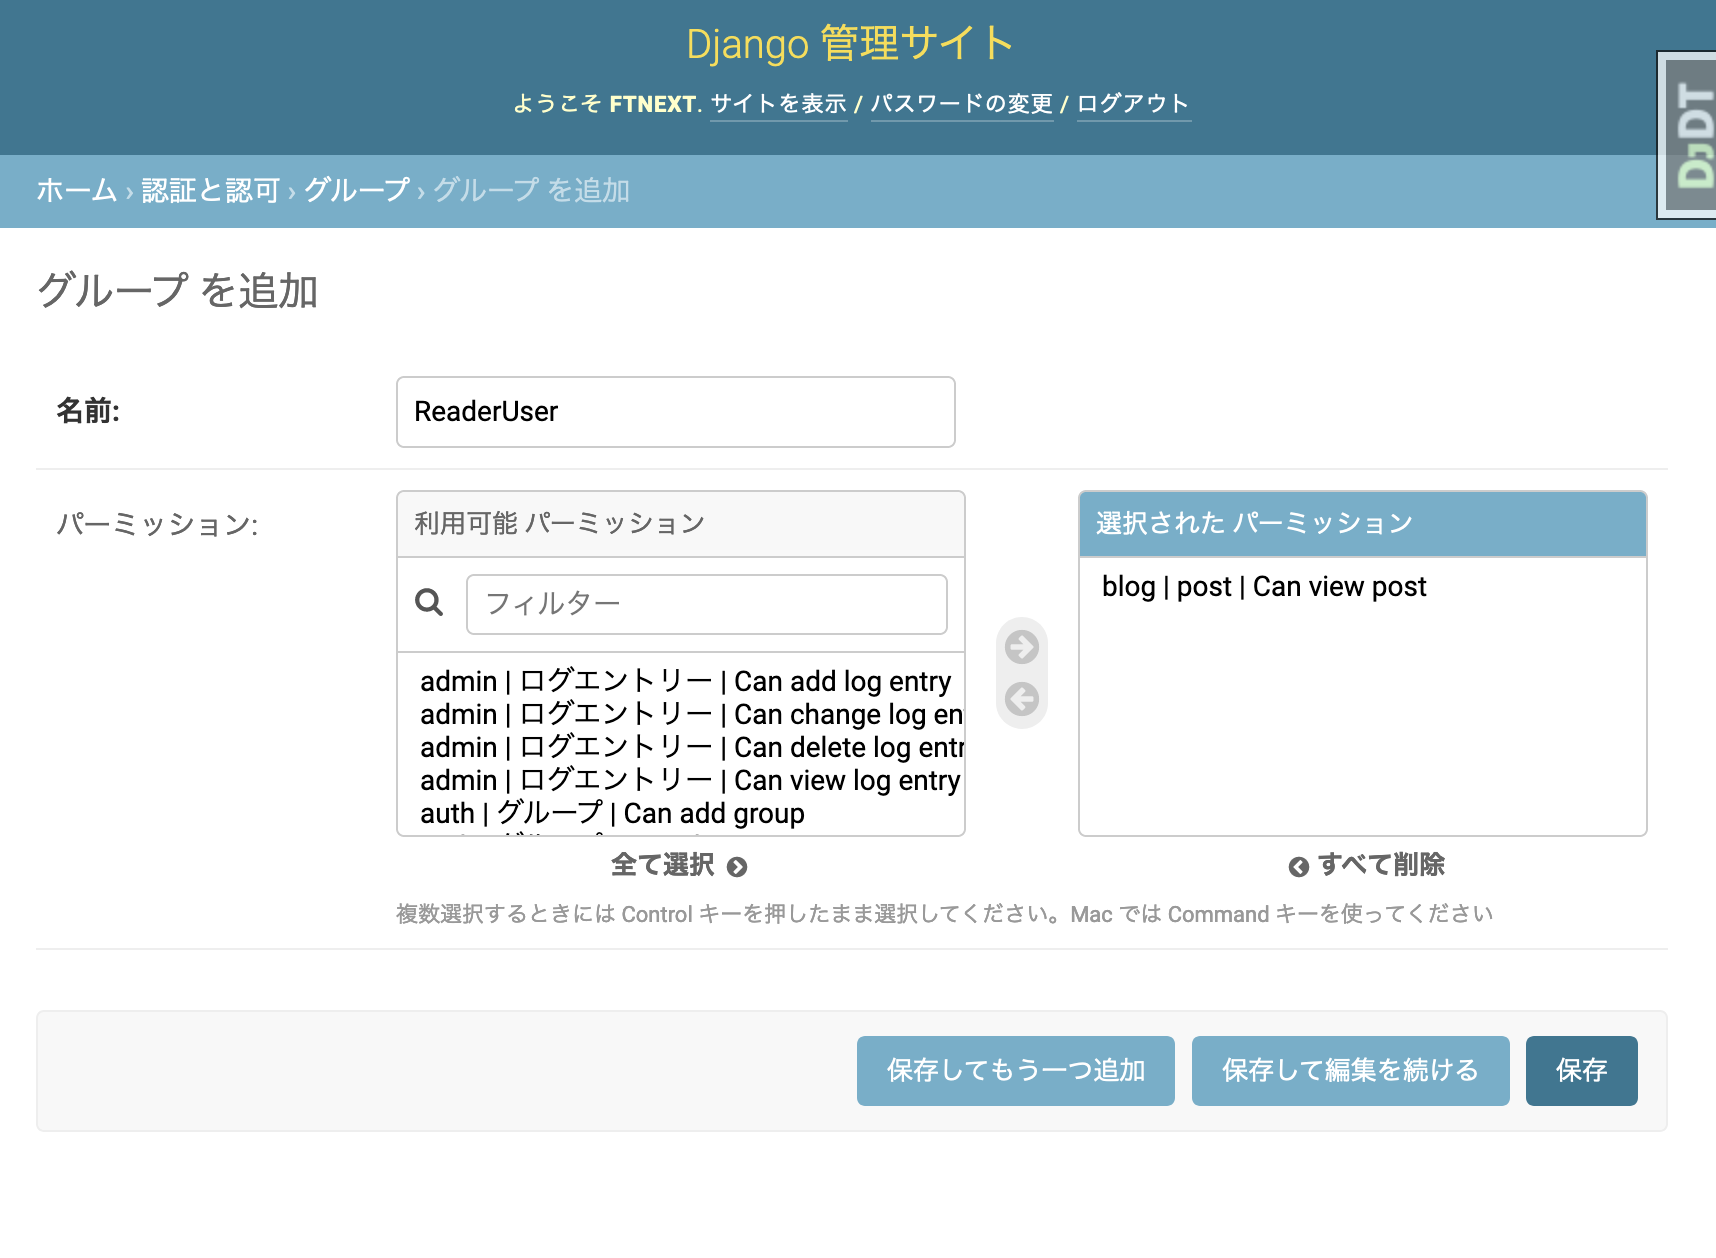 Django 管理サイト
ようこそ FTNEXT. サイトを表示 / パスワードの変更 / ログアウト
DjDT
ホーム › 認証と認可 › グループ › グループ を追加
グループ を追加
名前:
ReaderUser
パーミッション:
利用可能 パーミッション
フィルター
admin | ログエントリー | Can add log entry
admin | ログエントリー | Can change log en
admin | ログエントリー | Can delete log entr
admin | ログエントリー | Can view log entry
auth | グループ | Can add group
全て選択
選択された パーミッション
blog | post | Can view post
すべて削除
複数選択するときには Control キーを押したまま選択してください。Mac では Command キーを使ってください
保存してもう一つ追加
保存して編集を続ける
保存